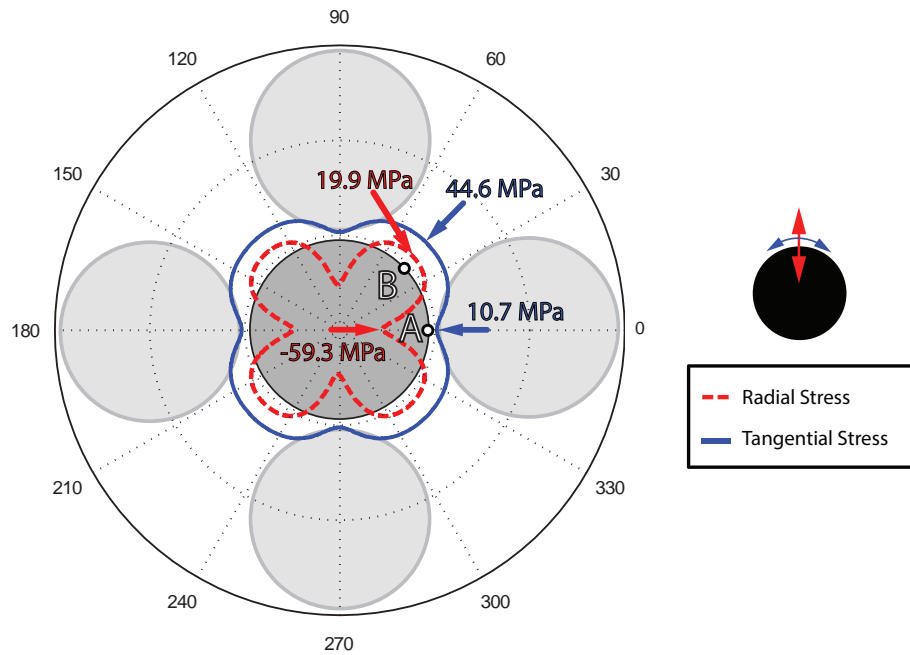 90
120
60
150
19.9 MPa
44.6 MPa
30
B
180
A
10.7 MPa
0
-59.3 MPa
Radial Stress
Tangential Stress
210
330
240
300
270